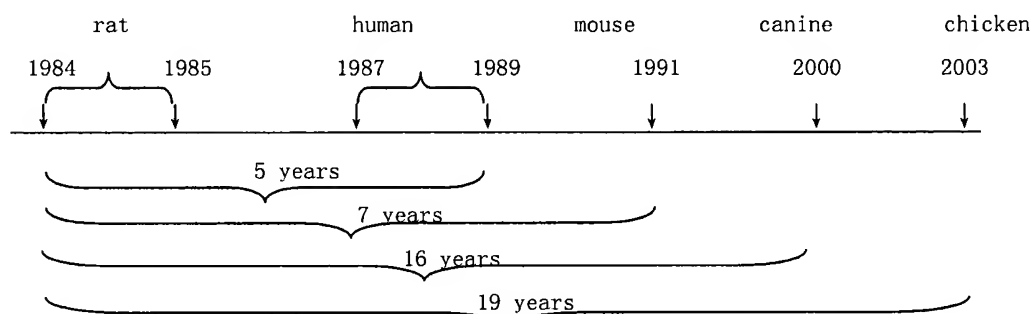 rat human mouse canine chicken
1984 1985 1987 1989 1991 2000 2003
5 years
7 years
16 years
19 years